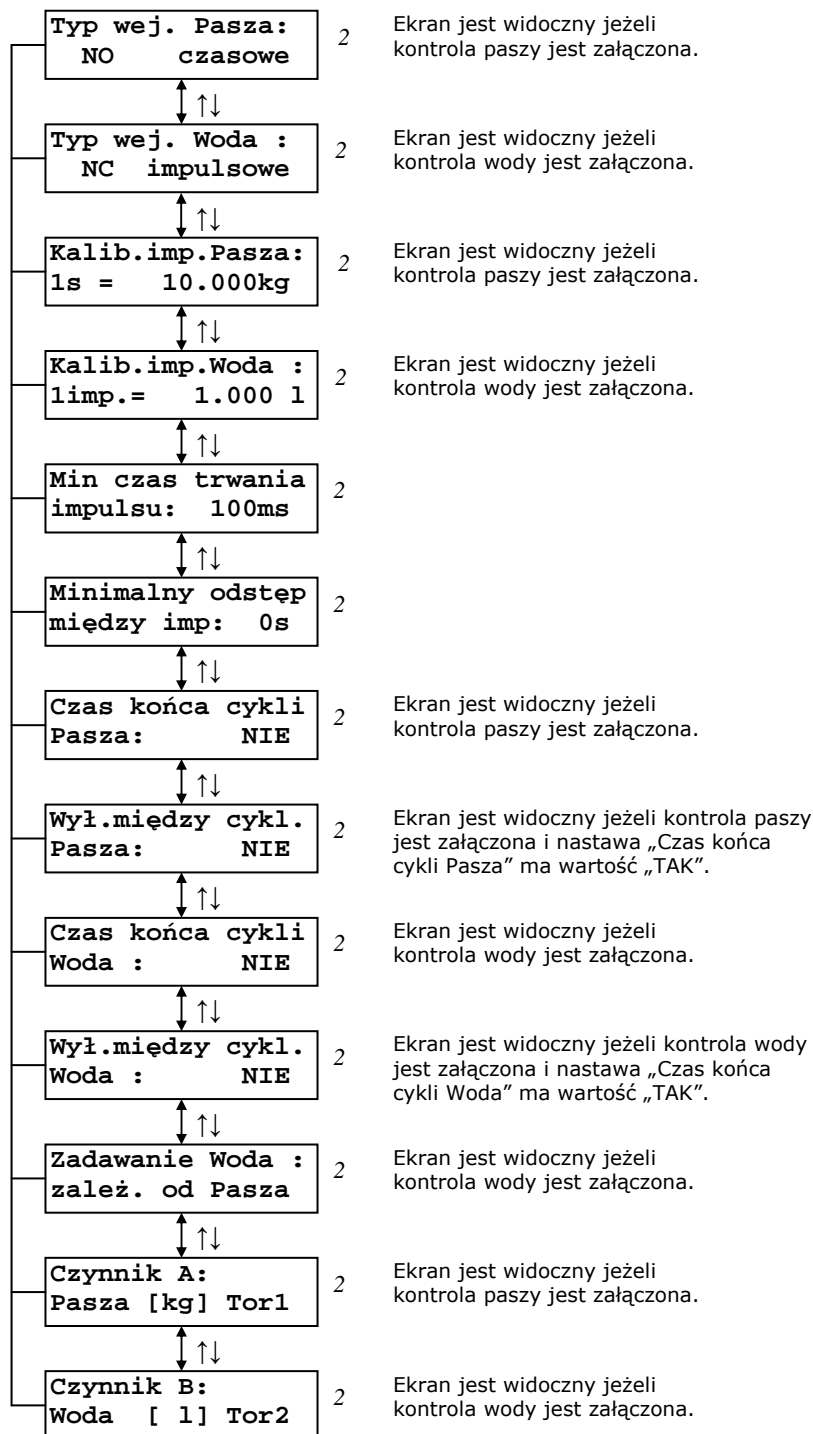 Typ wej. Pasza:
NO czasowe
2
Ekran jest widoczny jeżeli
kontrola paszy jest załączona.
↑↓
Typ wej. Woda :
NC impulsowe
2
Ekran jest widoczny jeżeli
kontrola wody jest załączona.
↑↓
Kalib.imp.Pasza:
1s = 10.000kg
2
Ekran jest widoczny jeżeli
kontrola paszy jest załączona.
↑↓
Kalib.imp.Woda :
1imp.= 1.000 l
2
Ekran jest widoczny jeżeli
kontrola wody jest załączona.
↑↓
Min czas trwania
impulsu: 100ms
2
↑↓
Minimalny odstęp
między imp: 0s
2
↑↓
Czas końca cykli
Pasza: NIE
2
Ekran jest widoczny jeżeli
kontrola paszy jest załączona.
↑↓
Wył.między cykl.
Pasza: NIE
2
Ekran jest widoczny jeżeli kontrola paszy
jest załączona i nastawa „Czas końca
cykli Pasza” ma wartość „TAK”.
↑↓
Czas końca cykli
Woda : NIE
2
Ekran jest widoczny jeżeli
kontrola wody jest załączona.
↑↓
Wył.między cykl.
Woda : NIE
2
Ekran jest widoczny jeżeli kontrola wody
jest załączona i nastawa „Czas końca
cykli Woda” ma wartość „TAK”.
↑↓
Zadawanie Woda :
zależ. od Pasza
2
Ekran jest widoczny jeżeli
kontrola wody jest załączona.
↑↓
Czynnik A:
Pasza [kg] Tor1
2
Ekran jest widoczny jeżeli
kontrola paszy jest załączona.
↑↓
Czynnik B:
Woda [ l] Tor2
2
Ekran jest widoczny jeżeli
kontrola wody jest załączona.